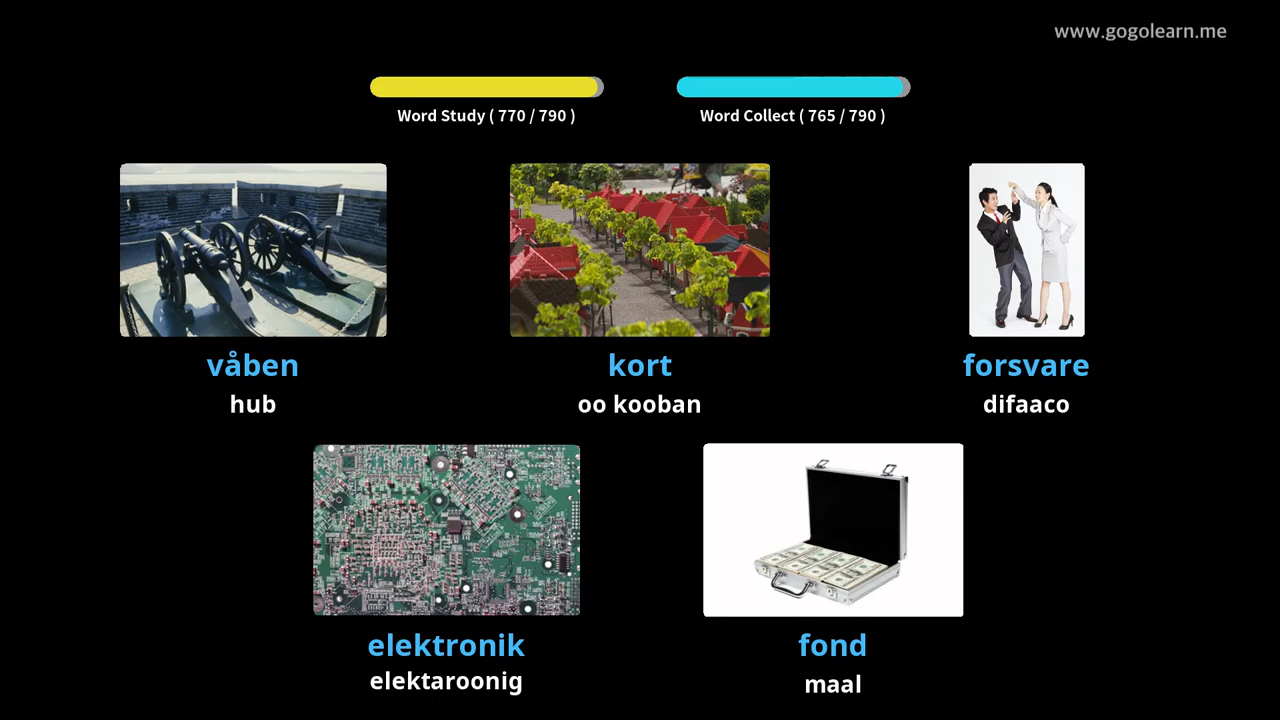 www.gogolearn.me
Word Study ( 770 / 790 )
Word Collect ( 765 / 790 )
våben
hub
kort
oo kooban
forsvare
difaaco
elektronik
elektaroonig
fond
maal